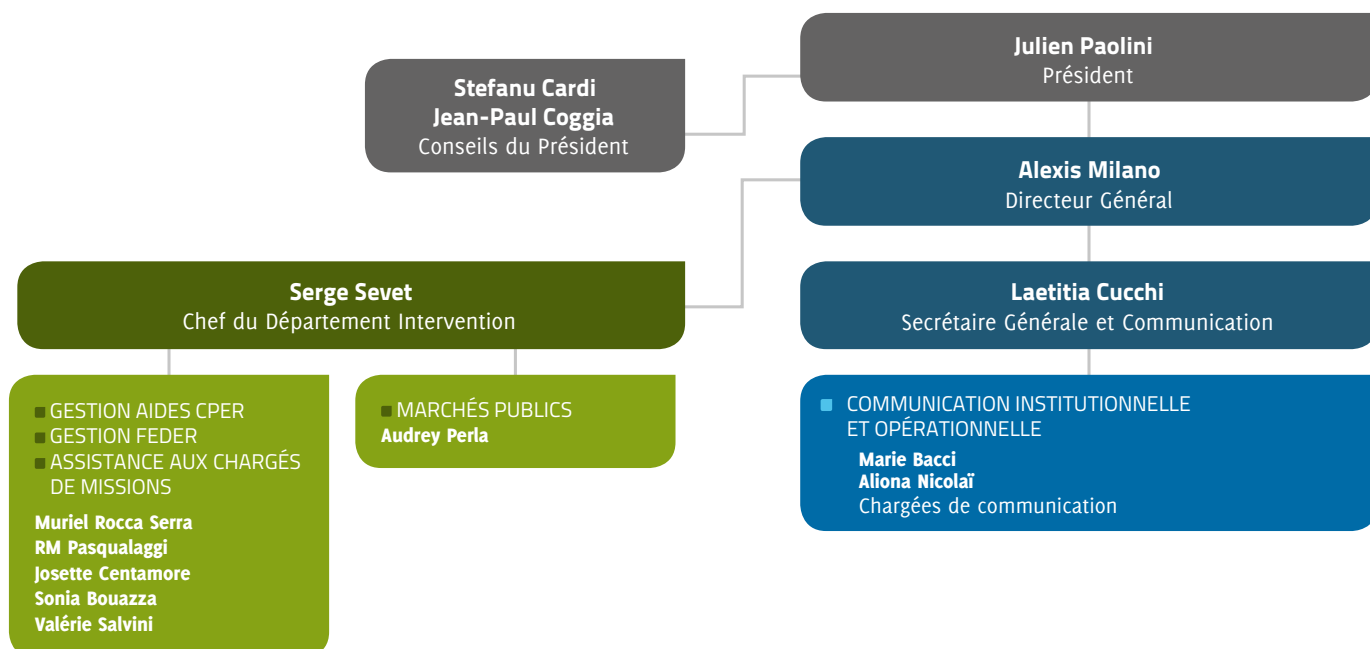 Julien Paolini
Président
Stefanu Cardi
Jean-Paul Coggia
Conseils du Président
Alexis Milano
Directeur Général
Serge Sevet
Chef du Département Intervention
Laetitia Cucchi
Secrétaire Générale et Communication
GESTION AIDES CPER
GESTION FEDER
ASSISTANCE AUX CHARGÉS
DE MISSIONS
Muriel Rocca Serra
RM Pasqualaggi
Josette Centamore
Sonia Bouazza
Valérie Salvini
MARCHÉS PUBLICS
Audrey Perla
COMMUNICATION INSTITUTIONNELLE
ET OPÉRATIONNELLE
Marie Bacci
Aliona Nicolaï
Chargées de communication